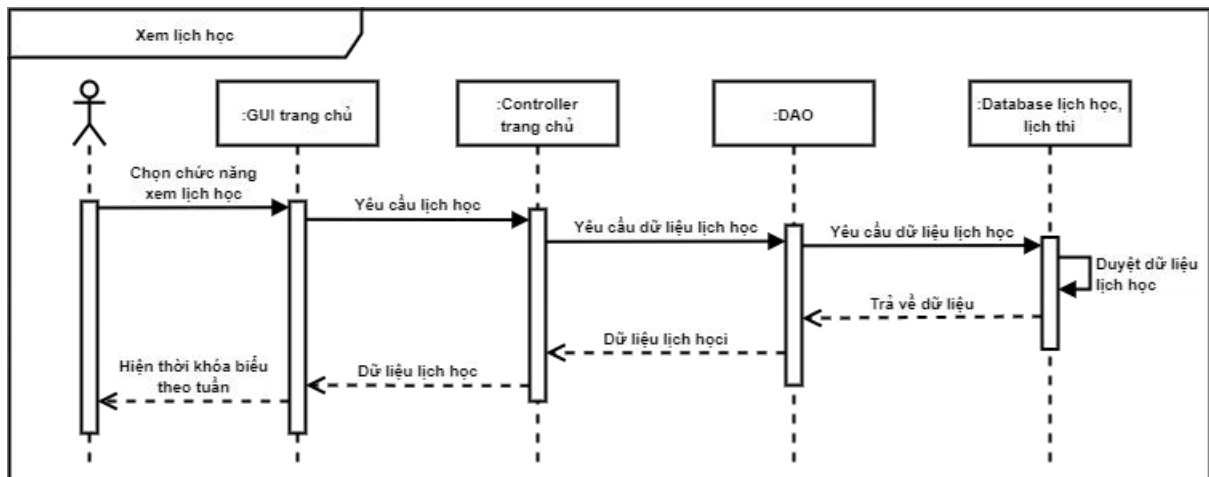 Xem lịch học
:GUI trang chủ
:Controller
trang chủ
:DAO
:Database lịch học,
lịch thi
Chọn chức năng
xem lịch học
Yêu cầu lịch học
Yêu cầu dữ liệu lịch học
Yêu cầu dữ liệu lịch học
Duyệt dữ liệu
lịch học
Trả về dữ liệu
Dữ liệu lịch họci
Dữ liệu lịch học
Hiện thời khóa biểu
theo tuần